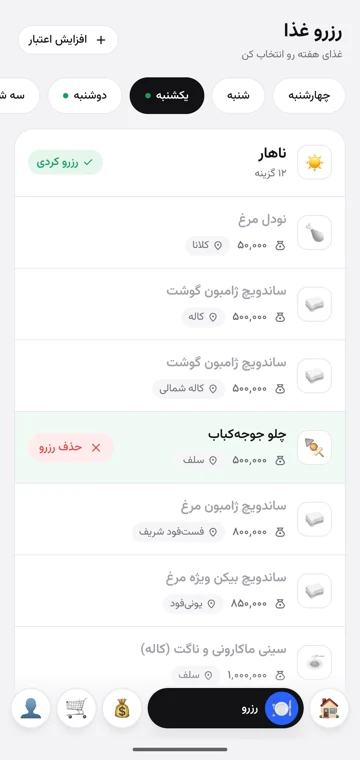 رزرو غذا
غذای هفته رو انتخاب کن
افزایش اعتبار
چهارشنبه
شنبه
یکشنبه
دوشنبه
سه ش
ناهار
۱۲ گزینه
رزرو کردی
نودل مرغ
۵۰,۰۰۰ کلانا
ساندویچ ژامبون گوشت
۵۰۰,۰۰۰ کاله
ساندویچ ژامبون گوشت
۵۰۰,۰۰۰ کاله شمالی
چلو جوجه‌کباب
۵۰۰,۰۰۰ سلف
حذف رزرو
ساندویچ ژامبون مرغ
۸۰۰,۰۰۰ فست‌فود شریف
ساندویچ بیکن ویژه مرغ
۸۵۰,۰۰۰ یونی‌فود
سینی ماکارونی و ناگت (کاله)
۱,۰۰۰,۰۰۰ سلف
رزرو